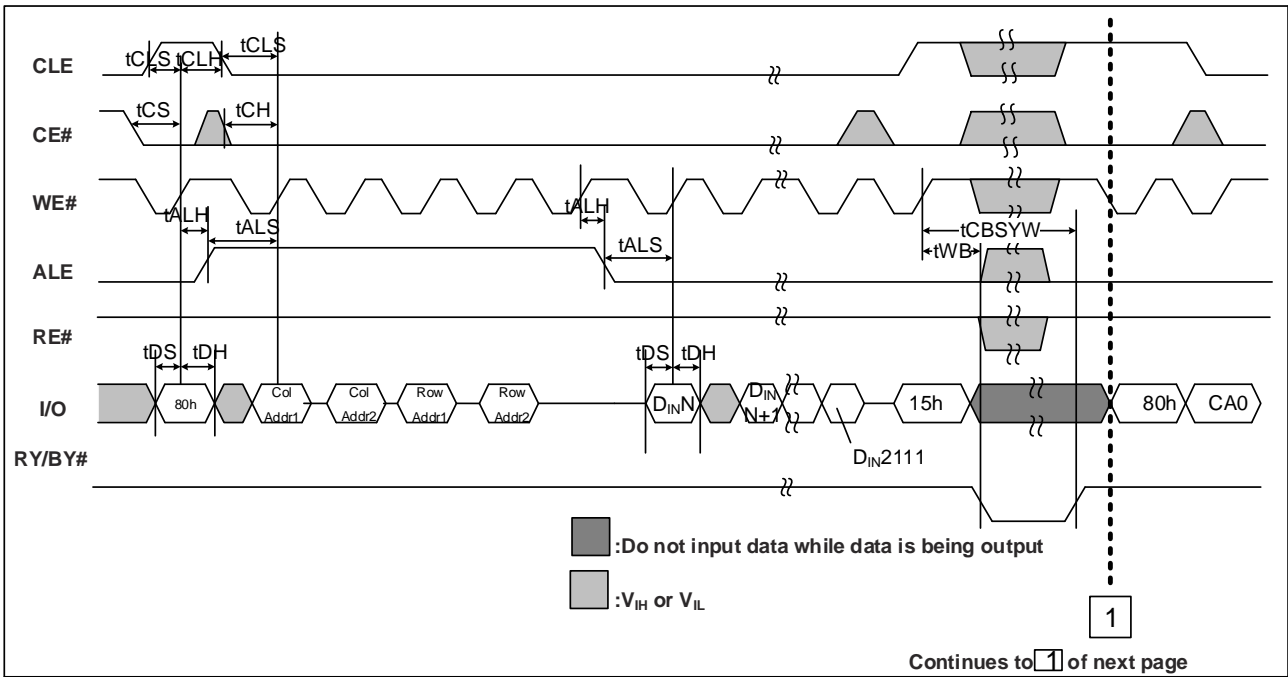 tCLS
tCLS tCLH
CLE
tCS
tCH
CE#
WE#
tALH
tALH
tCBSYW
tALS
tALS
tWB
ALE
RE#
tDS tDH
tDS tDH
I/O
80h
Col Addr1
Col Addr2
Row Addr1
Row Addr2
DINN
DIN N+1
15h
80h
CA0
DIN2111
RY/BY#
:Do not input data while data is being output
:VIH or VIL
1
Continues to 1 of next page